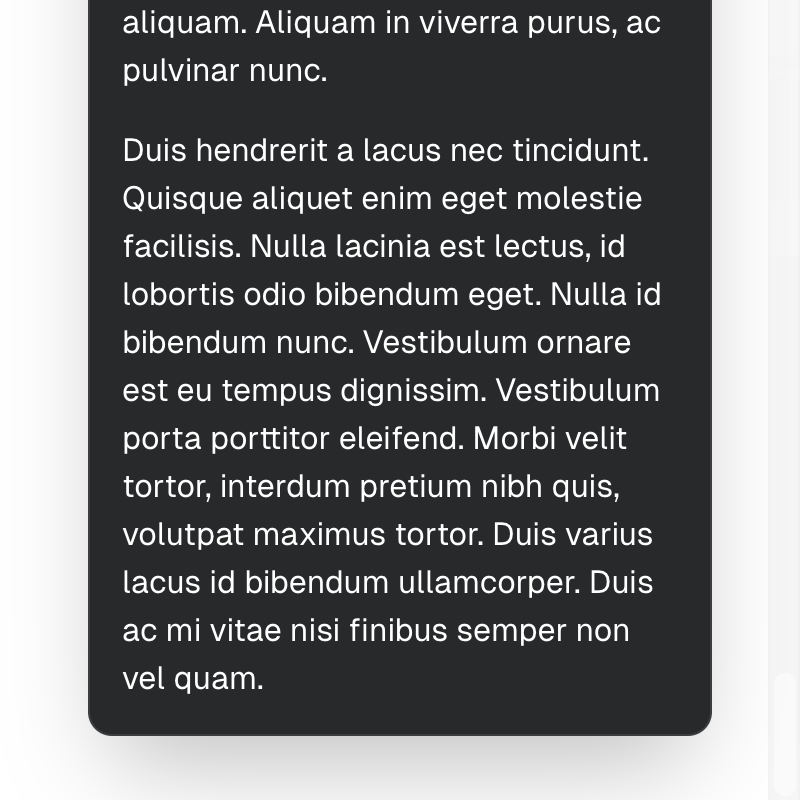 aliquam. Aliquam in viverra purus, ac
pulvinar nunc.
Duis hendrerit a lacus nec tincidunt.
Quisque aliquet enim eget molestie
facilisis. Nulla lacinia est lectus, id
lobortis odio bibendum eget. Nulla id
bibendum nunc. Vestibulum ornare
est eu tempus dignissim. Vestibulum
porta porttitor eleifend. Morbi velit
tortor, interdum pretium nibh quis,
volutpat maximus tortor. Duis varius
lacus id bibendum ullamcorper. Duis
ac mi vitae nisi finibus semper non
vel quam.